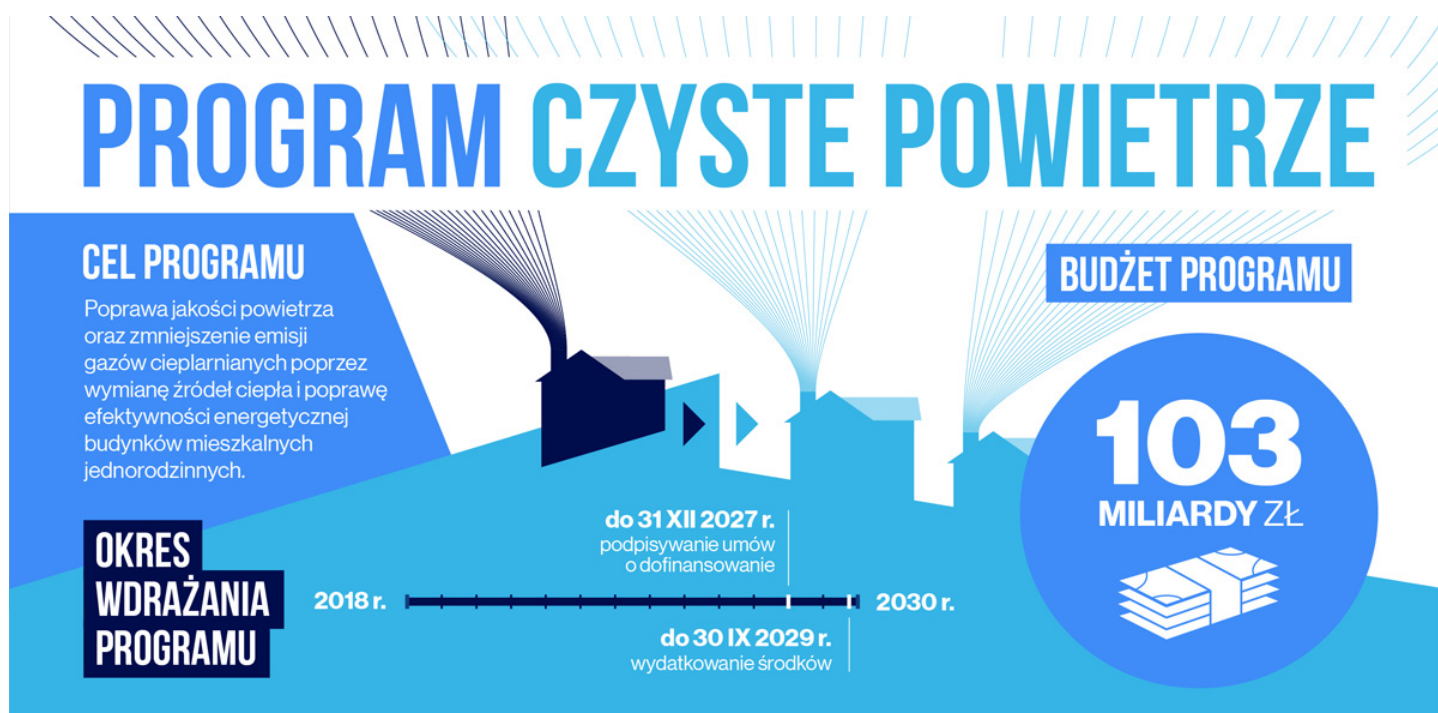 PROGRAM CZYSTE POWIETRZE
CEL PROGRAMU
Poprawa jakości powietrza
oraz zmniejszenie emisji
gazów cieplarnianych poprzez
wymianę źródeł ciepła i poprawę
efektywności energetycznej
budynków mieszkalnych
jednorodzinnych.
BUDŻET PROGRAMU
103
MILIARDY ZŁ
OKRES
WDRAŻANIA
PROGRAMU
2018 r.
do 31 XII 2027 r.
podpisywanie umów
o dofinansowanie
do 30 IX 2029 r.
wydatkowanie środków
2030 r.